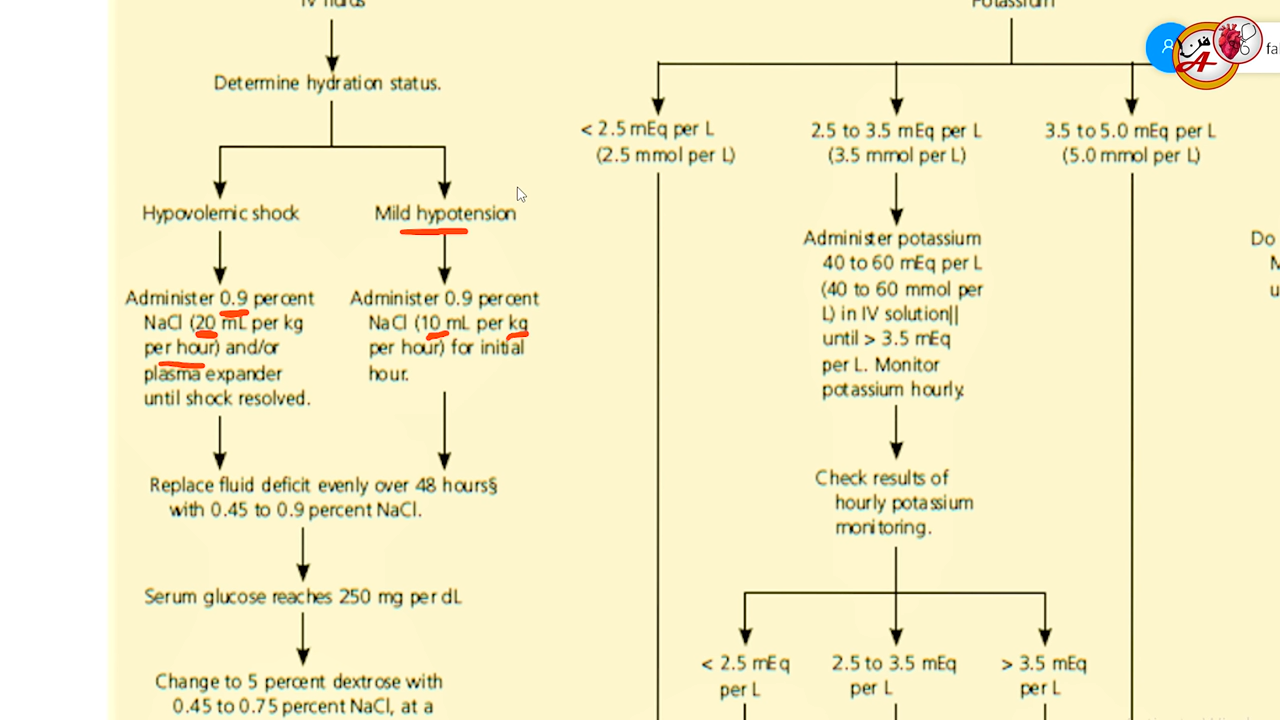 IV fluids
Determine hydration status.
Hypovolemic shock
Administer 0.9 percent
NaCl (20 mL per kg
per hour) and/or
plasma expander
until shock resolved.
Mild hypotension
Administer 0.9 percent
NaCl (10 mL per kg
per hour) for initial
hour.
Replace fluid deficit evenly over 48 hours§
with 0.45 to 0.9 percent NaCl.
Serum glucose reaches 250 mg per dL
Change to 5 percent dextrose with
0.45 to 0.75 percent NaCl, at a
Potassium
< 2.5 mEq per L
(2.5 mmol per L)
2.5 to 3.5 mEq per L
(3.5 mmol per L)
Administer potassium
40 to 60 mEq per L
(40 to 60 mmol per
L) in IV solution||
until > 3.5 mEq
per L. Monitor
potassium hourly.
Check results of
hourly potassium
monitoring.
< 2.5 mEq
per L
2.5 to 3.5 mEq
per L
> 3.5 mEq
per L
3.5 to 5.0 mEq per L
(5.0 mmol per L)
Do
فن
A
fa